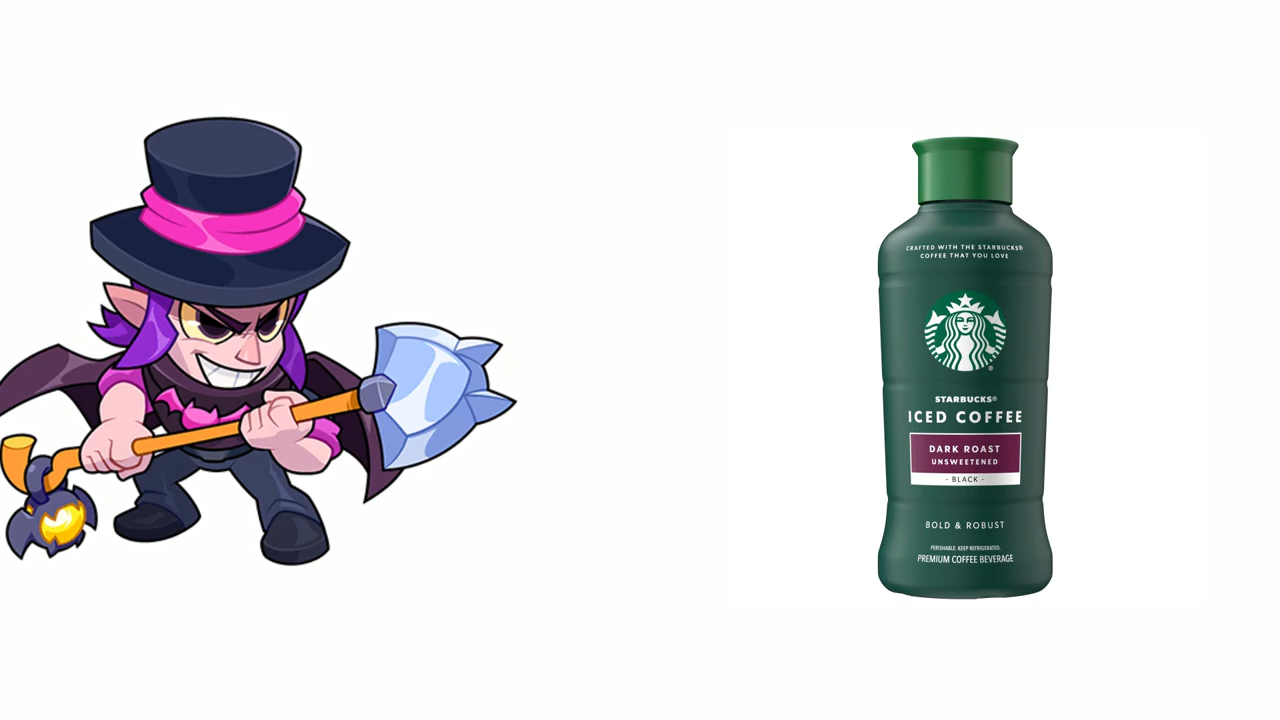 CRAFTED WITH THE STARBUCKS®
COFFEE THAT YOU LOVE
®
STARBUCKS®
ICED COFFEE
DARK ROAST
UNSWEETENED
- BLACK -
BOLD & ROBUST
PERISHABLE. KEEP REFRIGERATED.
PREMIUM COFFEE BEVERAGE